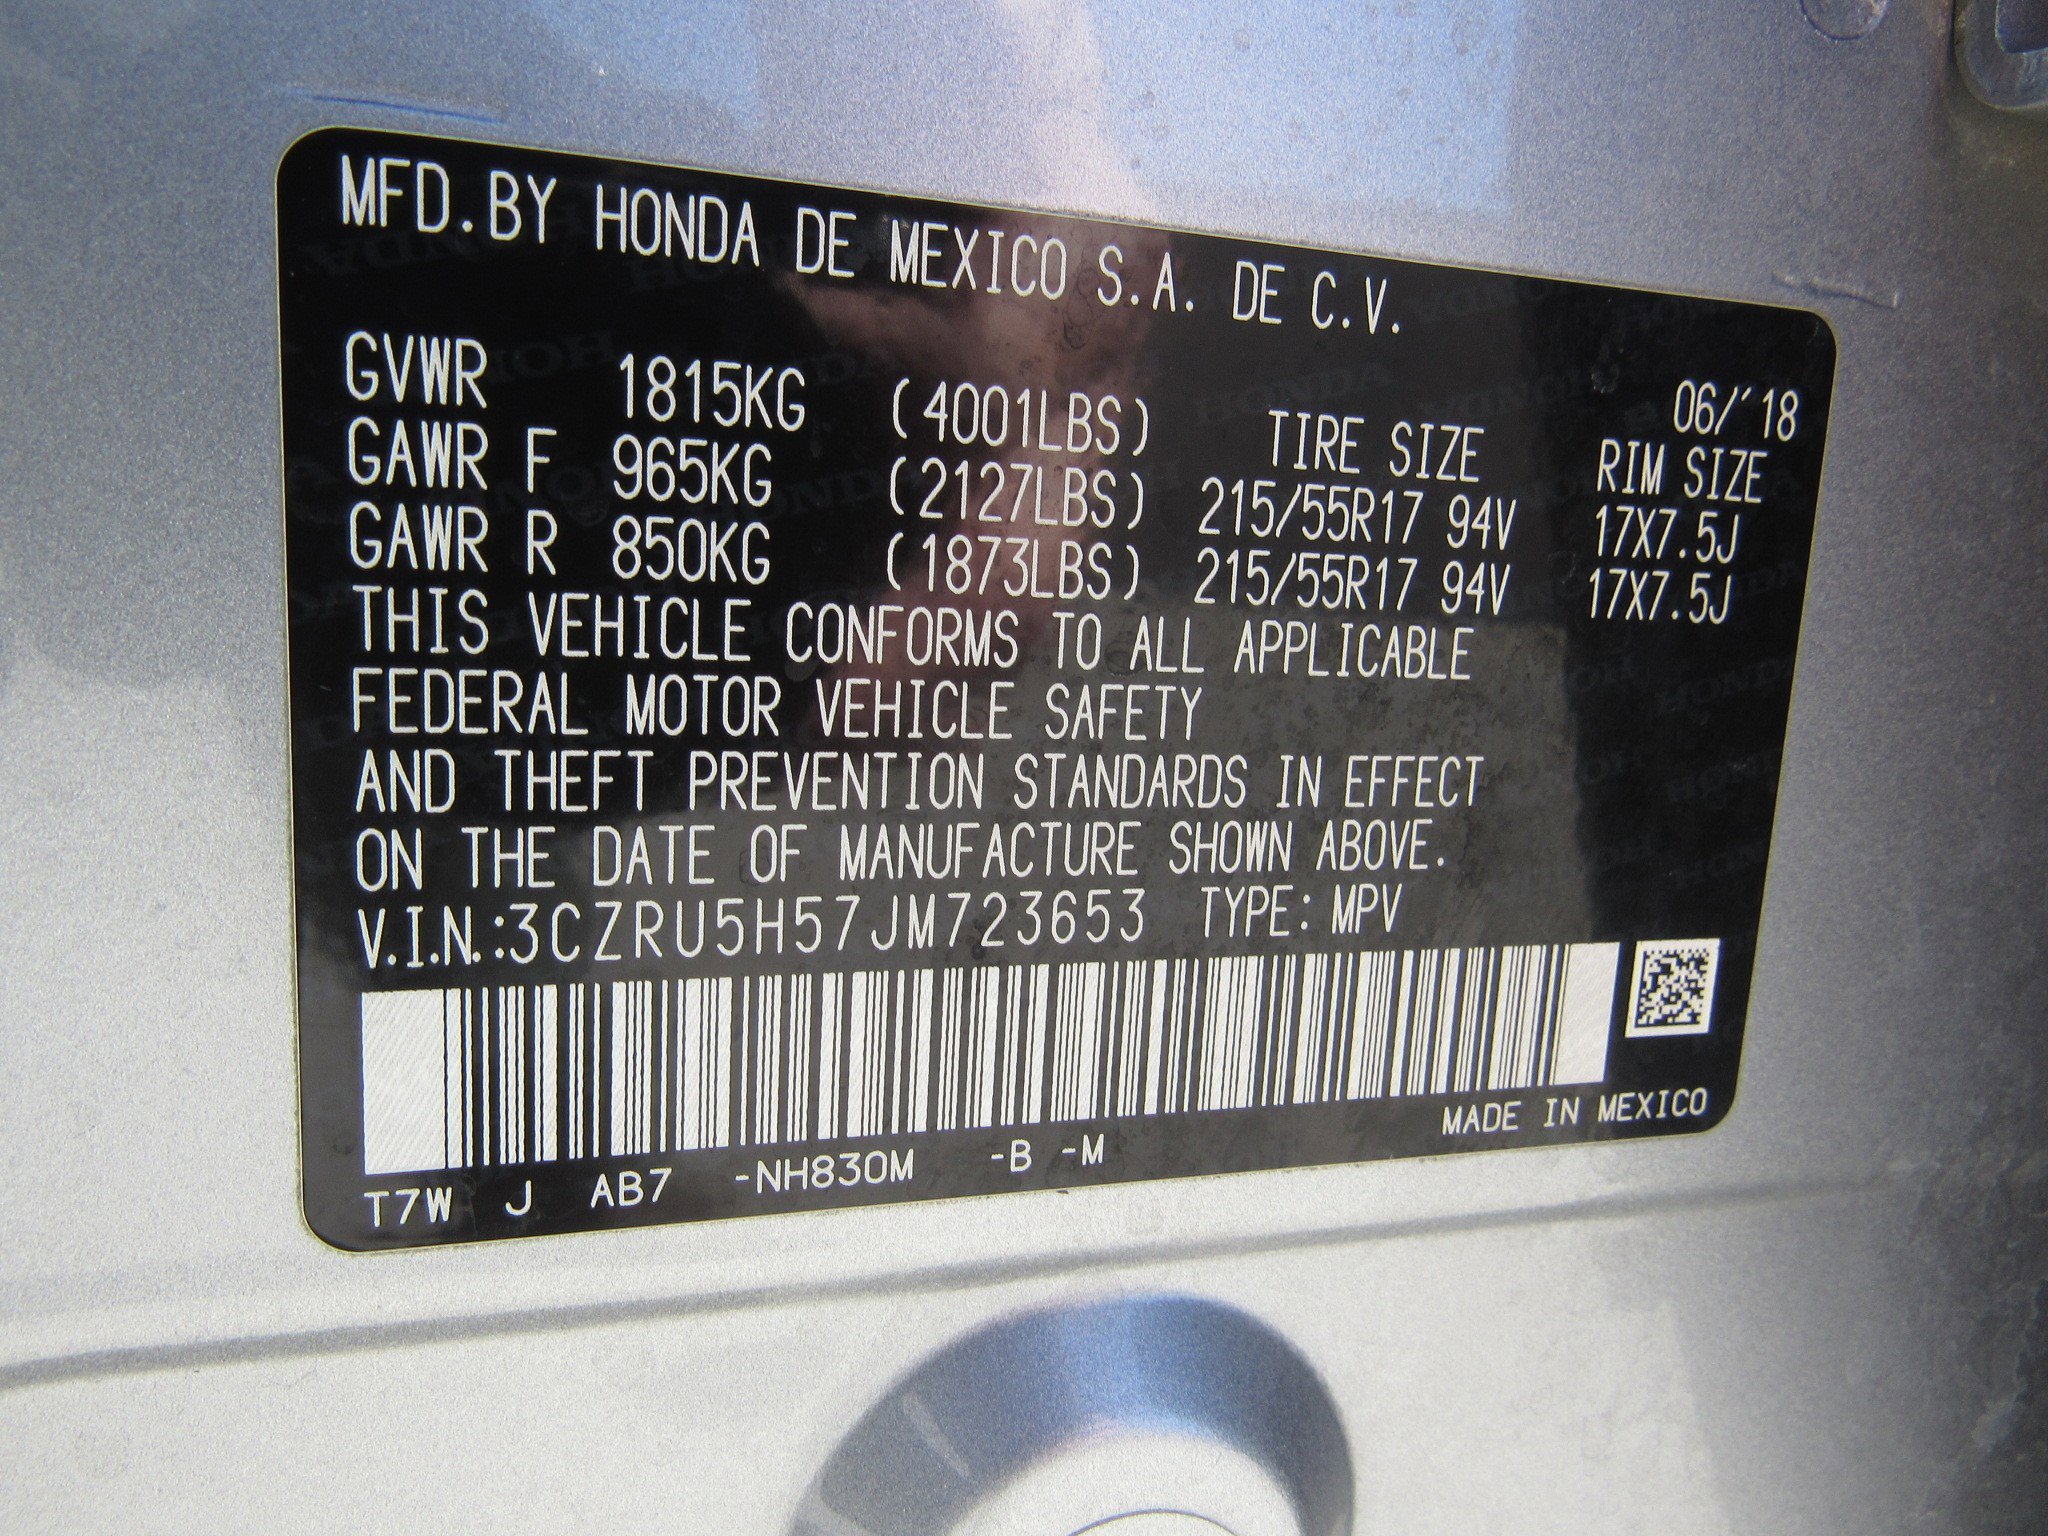 MFD.BY HONDA DE MEXICO S.A. DE C.V.
06/'18
GVWR 1815KG (4001LBS) TIRE SIZE RIM SIZE
GAWR F 965KG (2127LBS) 215/55R17 94V 17X7.5J
GAWR R 850KG (1873LBS) 215/55R17 94V 17X7.5J
THIS VEHICLE CONFORMS TO ALL APPLICABLE
FEDERAL MOTOR VEHICLE SAFETY
AND THEFT PREVENTION STANDARDS IN EFFECT
ON THE DATE OF MANUFACTURE SHOWN ABOVE.
V.I.N.:3CZRU5H57JM723653 TYPE: MPV
MADE IN MEXICO
T7W J AB7 -NH830M -B -M